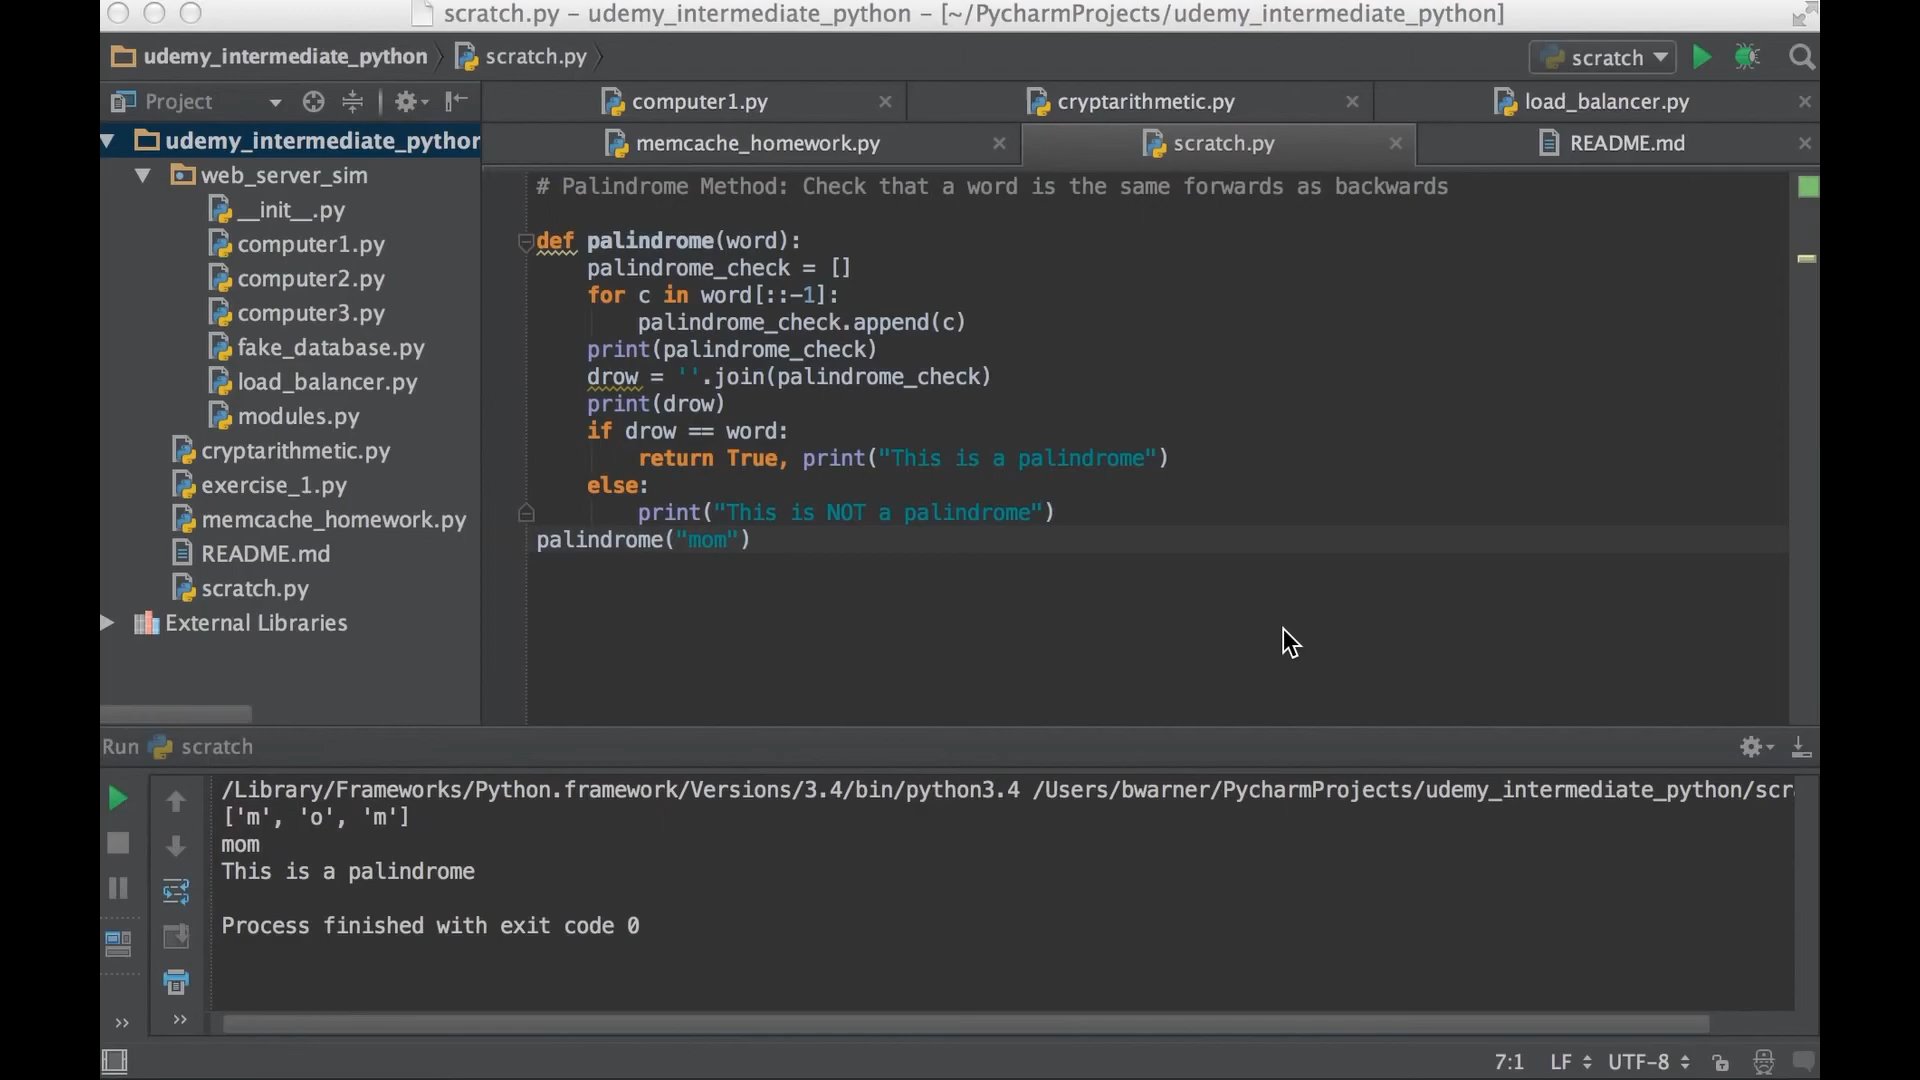 scratch.py – udemy_intermediate_python – [~/PycharmProjects/udemy_intermediate_python]
udemy_intermediate_python
scratch.py
scratch
Project
computer1.py
cryptarithmetic.py
load_balancer.py
memcache_homework.py
scratch.py
README.md
udemy_intermediate_python
web_server_sim
__init__.py
computer1.py
computer2.py
computer3.py
fake_database.py
load_balancer.py
modules.py
cryptarithmetic.py
exercise_1.py
memcache_homework.py
README.md
scratch.py
External Libraries
# Palindrome Method: Check that a word is the same forwards as backwards
def palindrome(word):
    palindrome_check = []
    for c in word[::-1]:
        palindrome_check.append(c)
    print(palindrome_check)
    drow = ''.join(palindrome_check)
    print(drow)
    if drow == word:
        return True, print("This is a palindrome")
    else:
        print("This is NOT a palindrome")
palindrome("mom")
Run scratch
/Library/Frameworks/Python.framework/Versions/3.4/bin/python3.4 /Users/bwarner/PycharmProjects/udemy_intermediate_python/scr
['m', 'o', 'm']
mom
This is a palindrome
Process finished with exit code 0
7:1 LF UTF-8